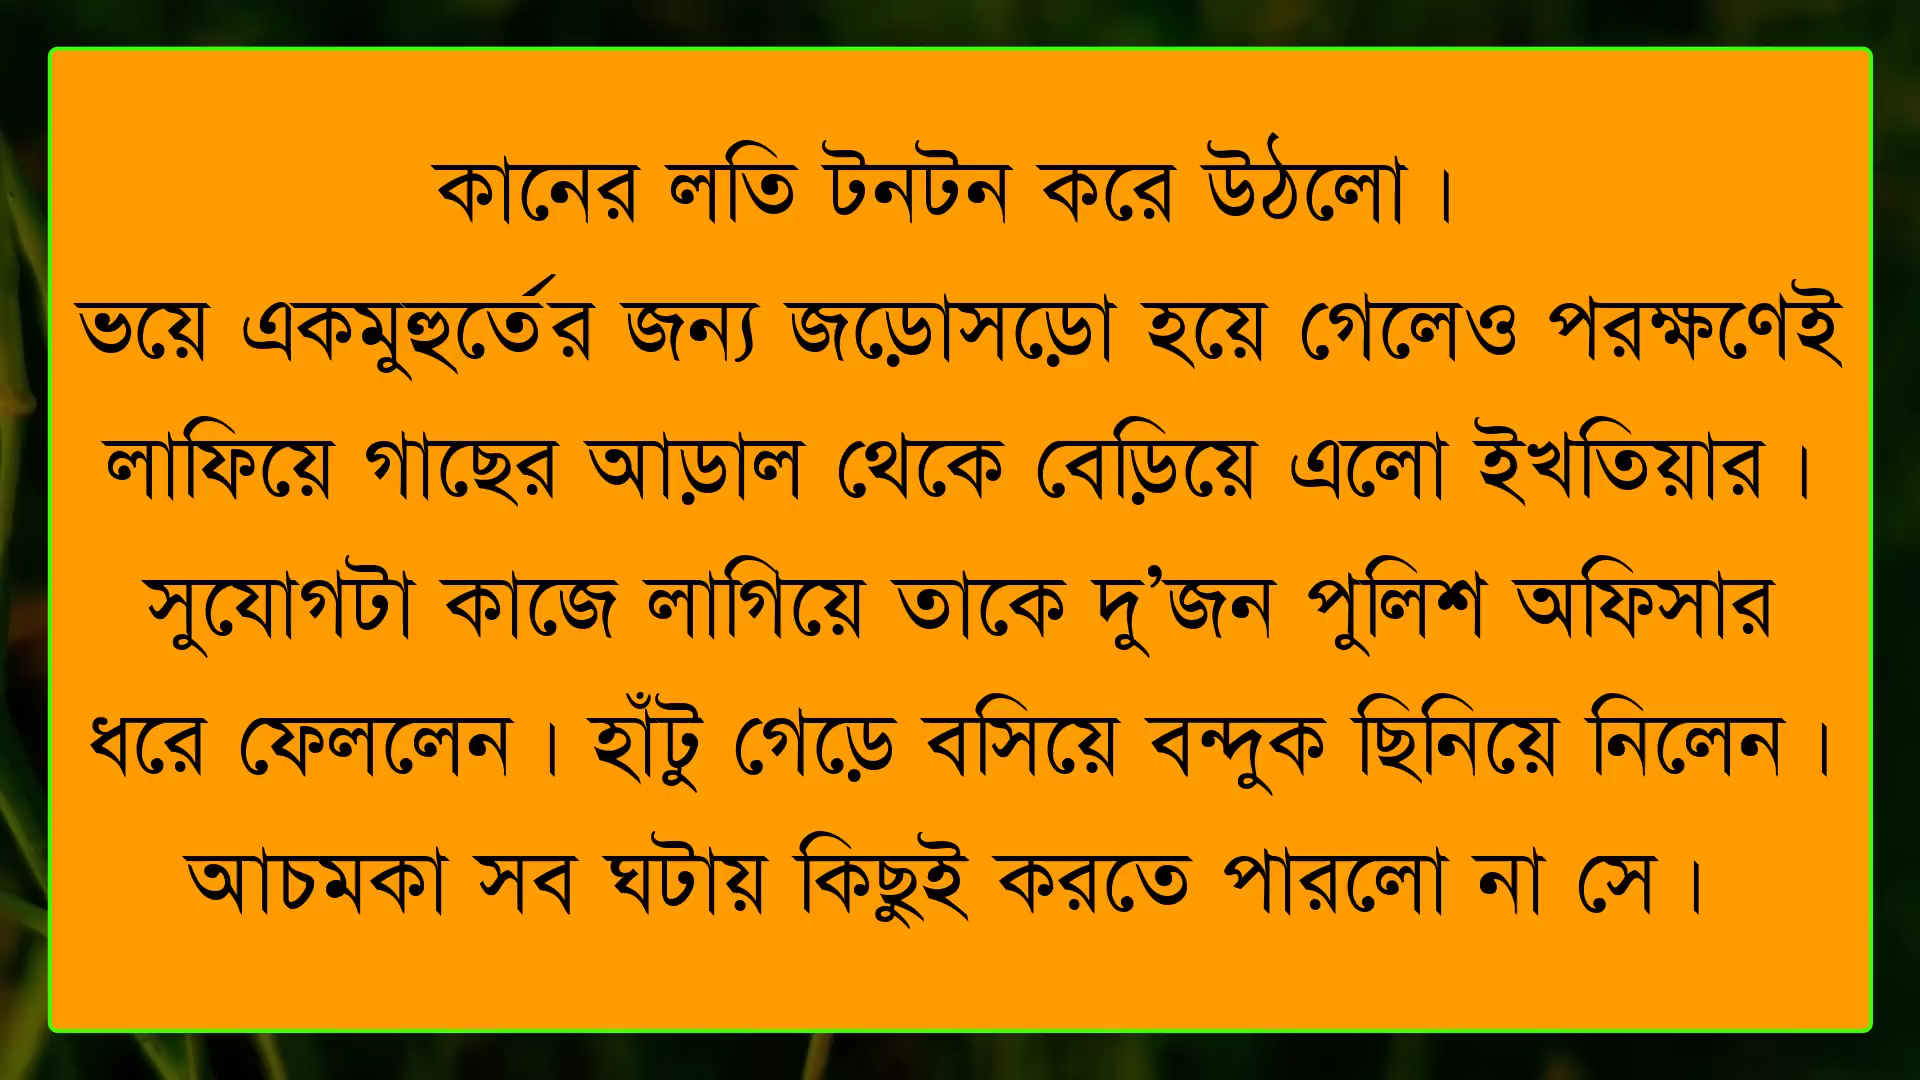 কানের লতি টনটন করে উঠলো।
ভয়ে একমুহুর্তের জন্য জড়োসড়ো হয়ে গেলেও পরক্ষণেই
লাফিয়ে গাছের আড়াল থেকে বেড়িয়ে এলো ইখতিয়ার।
সুযোগটা কাজে লাগিয়ে তাকে দু’জন পুলিশ অফিসার
ধরে ফেললেন। হাঁটু গেড়ে বসিয়ে বন্দুক ছিনিয়ে নিলেন।
আচমকা সব ঘটায় কিছুই করতে পারলো না সে।